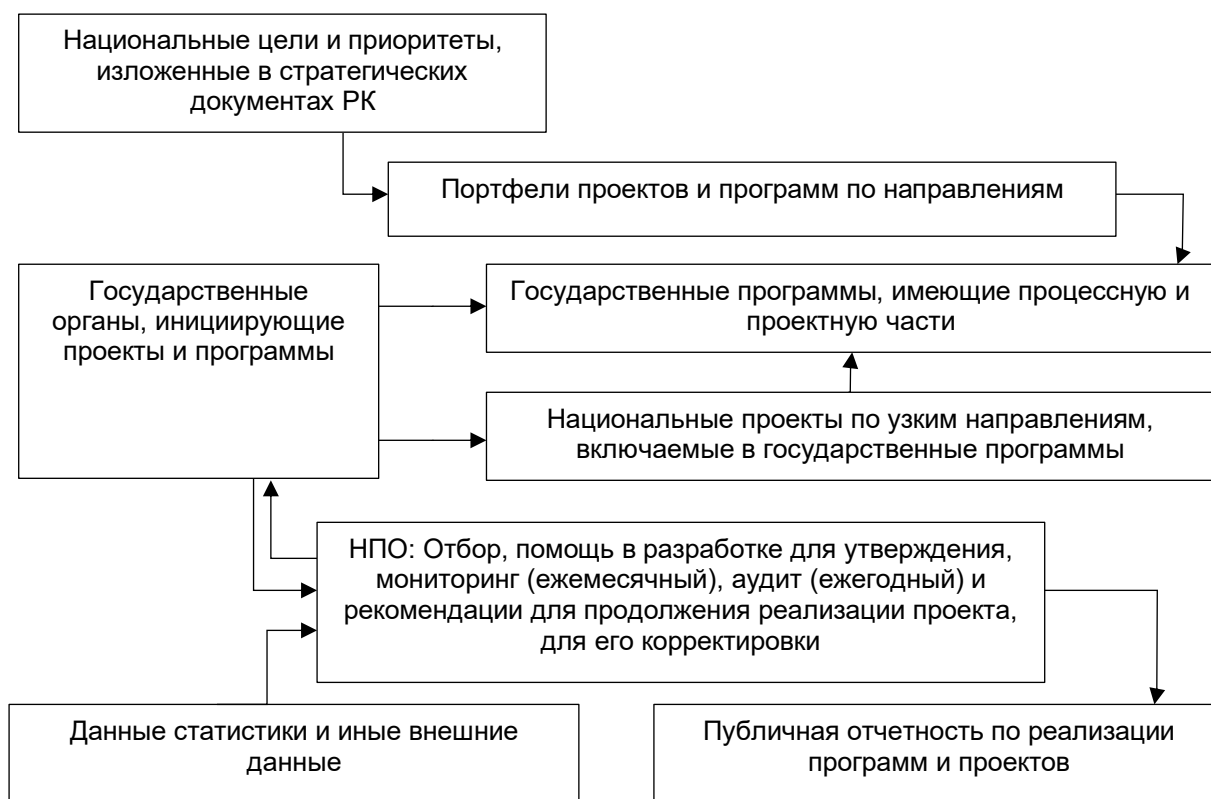 Национальные цели и приоритеты,
изложенные в стратегических
документах РК
Портфели проектов и программ по направлениям
Государственные
органы, инициирующие
проекты и программы
Государственные программы, имеющие процессную и
проектную части
Национальные проекты по узким направлениям,
включаемые в государственные программы
НПО: Отбор, помощь в разработке для утверждения,
мониторинг (ежемесячный), аудит (ежегодный) и
рекомендации для продолжения реализации проекта,
для его корректировки
Данные статистики и иные внешние
данные
Публичная отчетность по реализации
программ и проектов